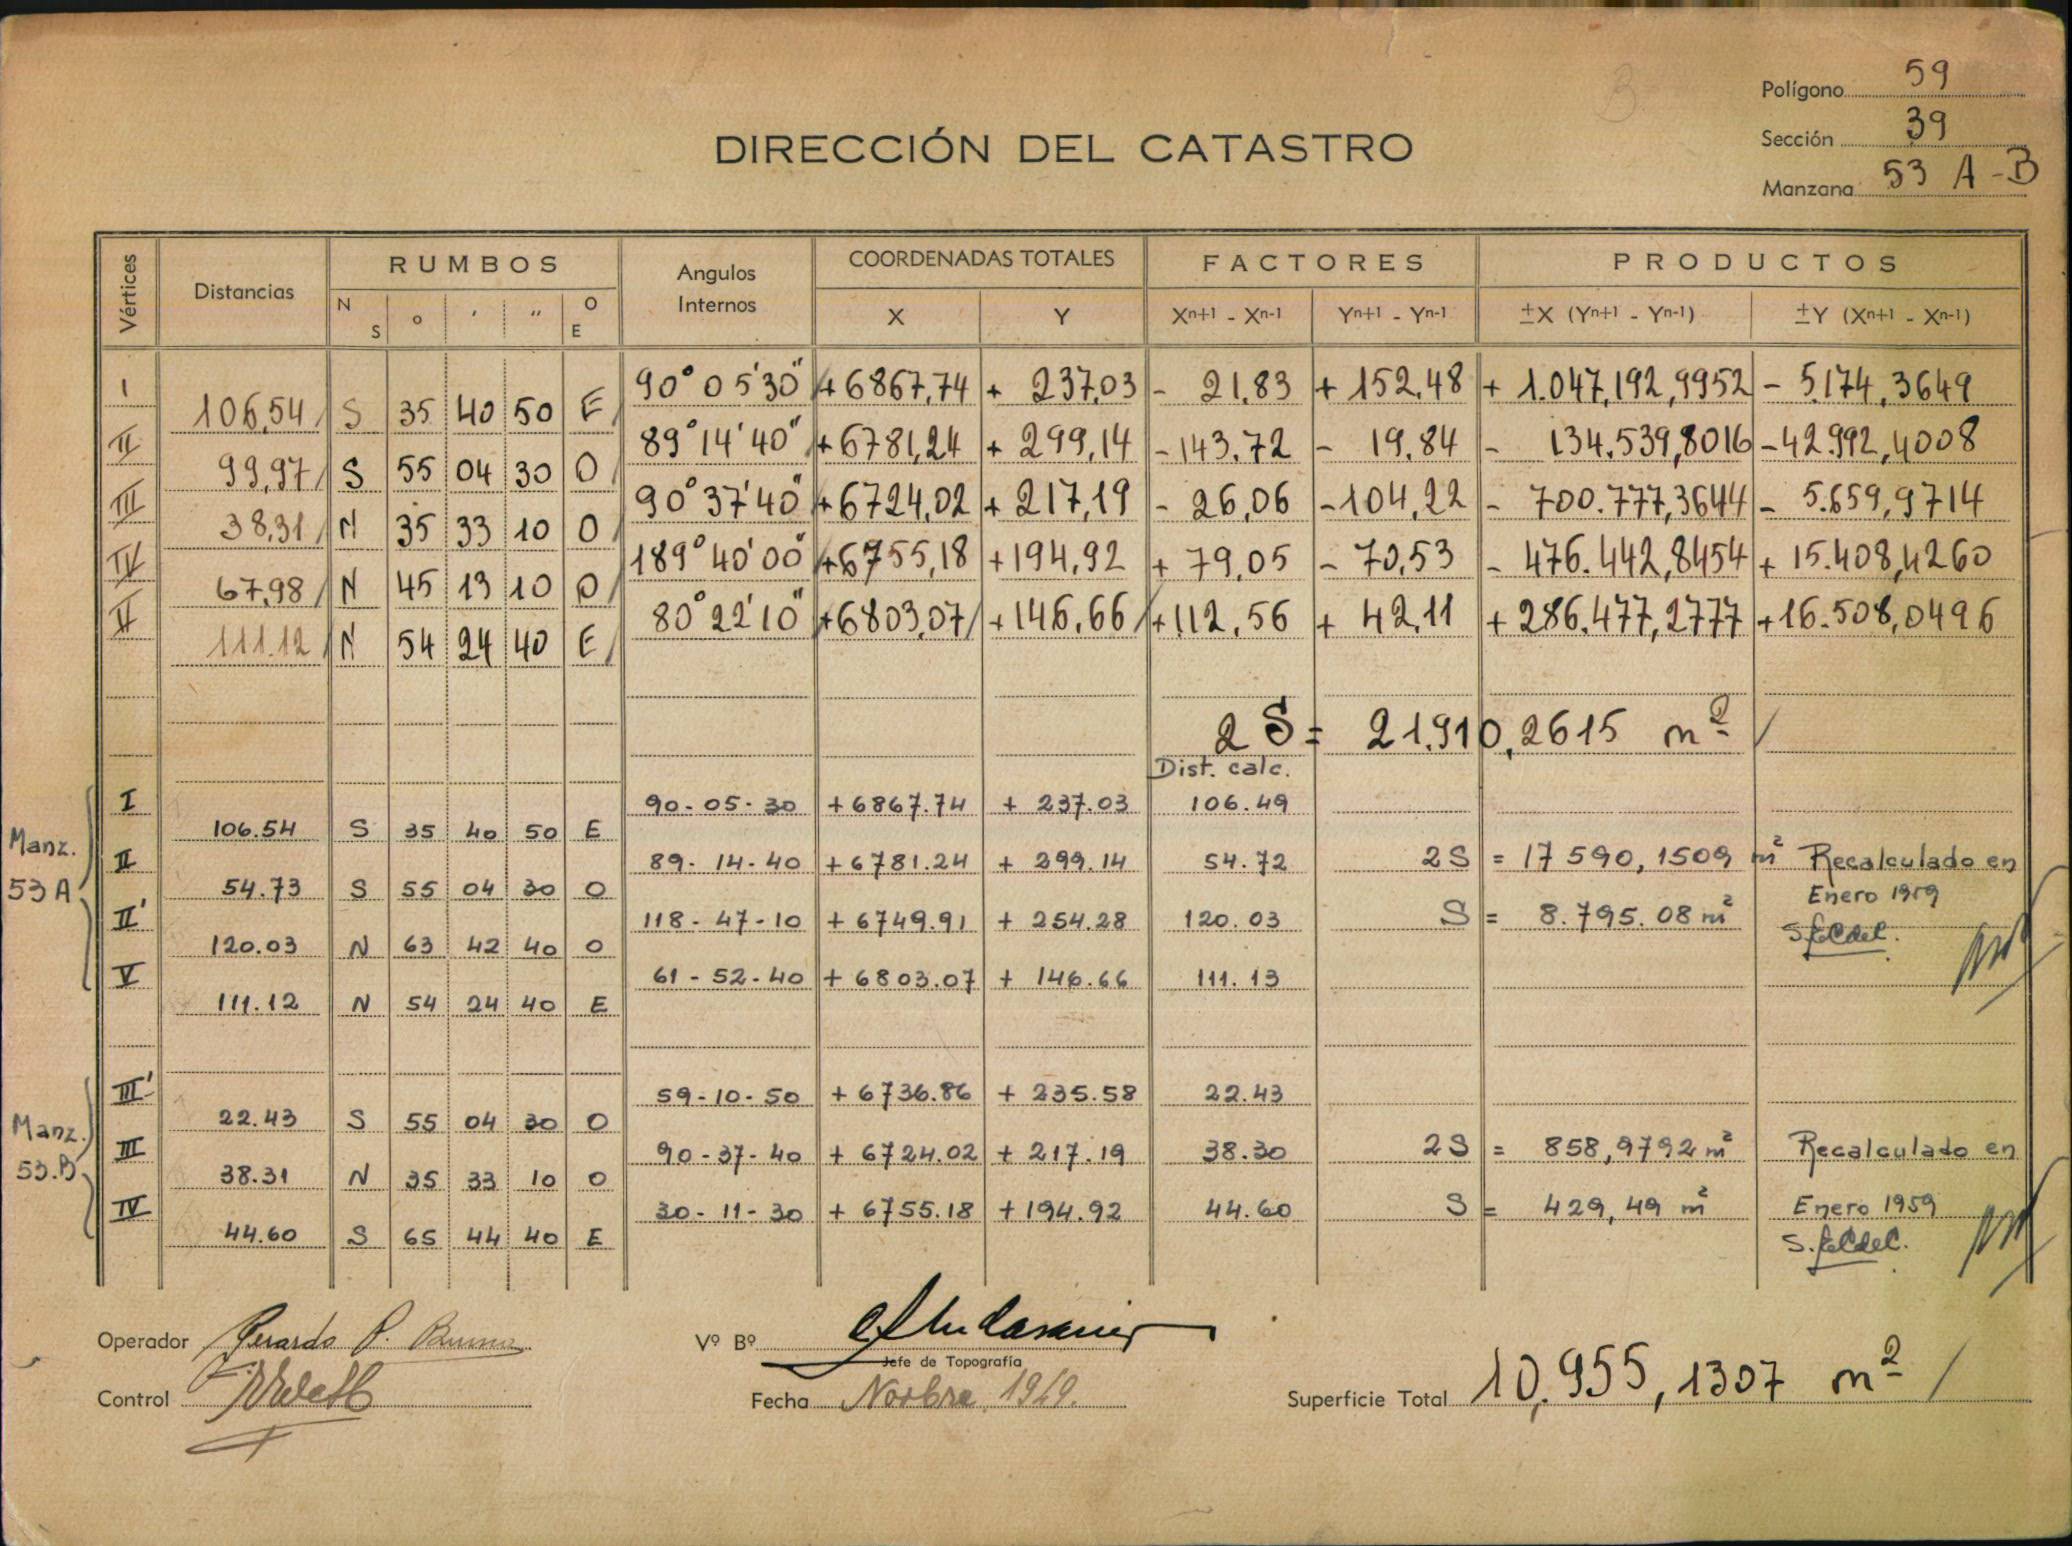 Polígono 59
Sección 39
Manzana 53 A - B
DIRECCIÓN DEL CATASTRO
Vértices Distancias RUMBOS Angulos Internos COORDENADAS TOTALES FACTORES PRODUCTOS
N S ° ' " O E X Y Xn+1 - Xn-1 Yn+1 - Yn-1 ±X (Yn+1 - Yn-1) ±Y (Xn+1 - Xn-1)
I 90° 05' 30" +6867,74 + 237,03 - 21,83 + 152,48 + 1.047,192,9952 - 5.174,3649
106,54 S 35 40 50 E
II 89° 14' 40" +6781,24 + 299,14 -143,72 - 19,84 - 134.539,8016 -42.992,4008
99,97 S 55 04 30 O
III 90° 37' 40" +6724,02 + 217,19 - 26,06 -104,22 - 700.777,3644 - 5.659,9714
38,31 N 35 33 10 O
IV 189° 40' 00" +6755,18 +194,92 + 79,05 - 70,53 - 476.442,8454 + 15.408,4260
67,98 N 45 13 10 O
V 80° 22' 10" +6803,07 +146,66 +112,56 + 42,11 + 286.477,2777 +16.508,0496
111.12 N 54 24 40 E
2 S = 21.910,2615 m²
Dist. calc.
I 90-05-30 +6867.74 + 237.03 106.49
Manz. 53 A
106.54 S 35 40 50 E
II 89-14-40 +6781.24 + 299.14 54.72 2S = 17 590,1509 m² Recalculado en
54.73 S 55 04 30 O Enero 1959
II' 118-47-10 + 6749.91 + 254.28 120.03 S = 8.795.08 m²
120.03 N 63 42 40 O
V 61-52-40 + 6803.07 + 146.66 111.13
111.12 N 54 24 40 E
III' 59-10-50 + 6736.86 + 235.58 22.43
Manz. 53.B
22.43 S 55 04 30 O
III 90-37-40 + 6724.02 + 217.19 38.30 2S = 858,9792 m² Recalculado en
38.31 N 35 33 10 O
IV 30-11-30 + 6755.18 +194.92 44.60 S = 429,49 m² Enero 1959
44.60 S 65 44 40 E
Operador Gerardo P. Bruno
Vº Bº
Jefe de Topografía
Control
Fecha Novbre 1949.
Superficie Total 10,955,1307 m²